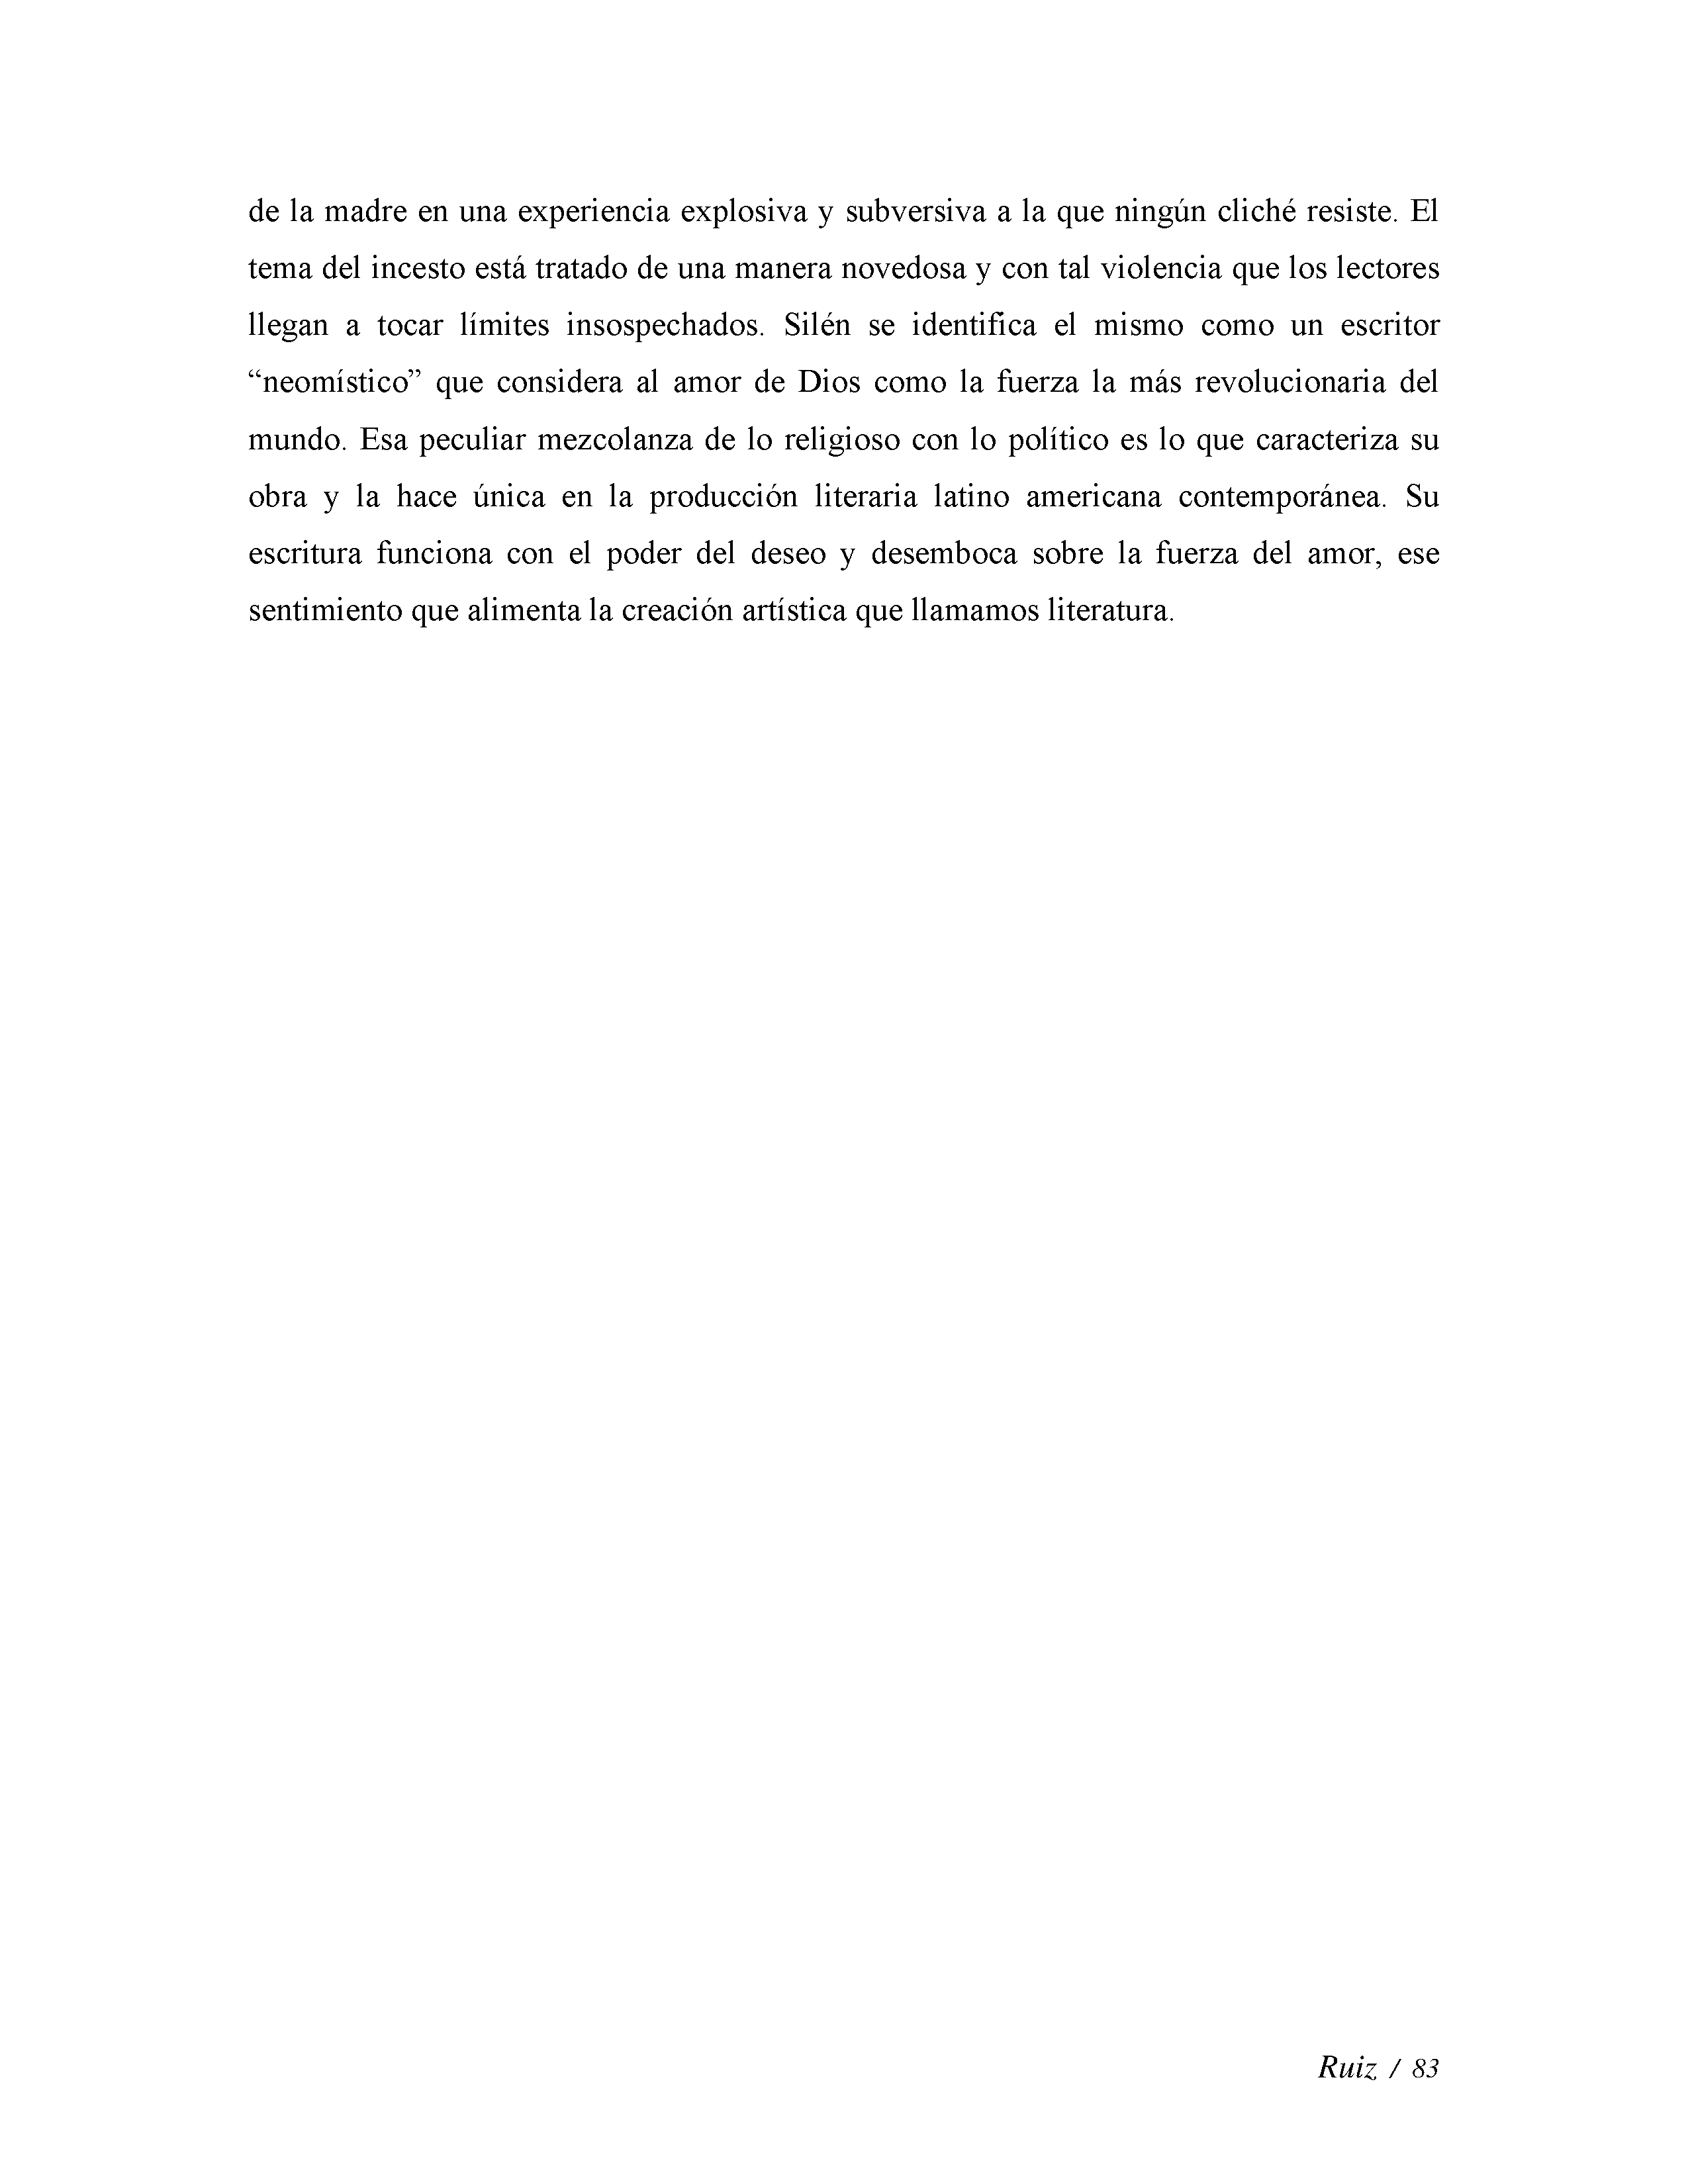 de la madre en una experiencia explosiva y subversiva a la que ningún cliché resiste. El
tema del incesto está tratado de una manera novedosa y con tal violencia que los lectores
llegan a tocar límites insospechados. Silén se identifica el mismo como un escritor
“neomístico” que considera al amor de Dios como la fuerza la más revolucionaria del
mundo. Esa peculiar mezcolanza de lo religioso con lo político es lo que caracteriza su
obra y la hace única en la producción literaria latino americana contemporánea. Su
escritura funciona con el poder del deseo y desemboca sobre la fuerza del amor, ese
sentimiento que alimenta la creación artística que llamamos literatura.
Ruiz / 83